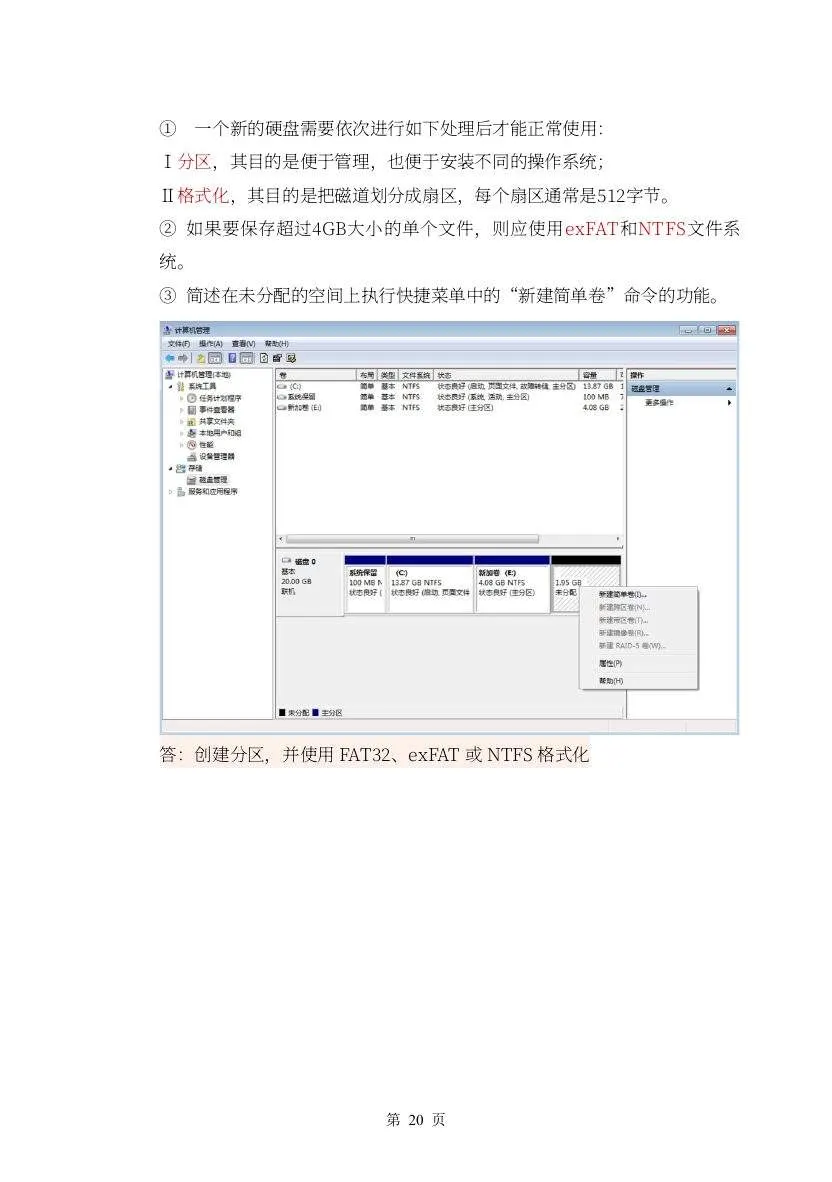 ① 一个新的硬盘需要依次进行如下处理后才能正常使用：
Ⅰ分区，其目的是便于管理，也便于安装不同的操作系统；
Ⅱ格式化，其目的是把磁道划分成扇区，每个扇区通常是512字节。
② 如果要保存超过4GB大小的单个文件，则应使用exFAT和NTFS文件系
统。
③ 简述在未分配的空间上执行快捷菜单中的“新建简单卷”命令的功能。
计算机管理
文件(F) 操作(A) 查看(V) 帮助(H)
计算机管理(本地)
系统工具
任务计划程序
事件查看器
共享文件夹
本地用户和组
性能
设备管理器
存储
磁盘管理
服务和应用程序
卷 布局 类型 文件系统 状态 容量
(C:) 简单 基本 NTFS 状态良好 (启动, 页面文件, 故障转储, 主分区) 13.87 GB
系统保留 简单 基本 NTFS 状态良好 (系统, 活动, 主分区) 100 MB
新加卷 (E:) 简单 基本 NTFS 状态良好 (主分区) 4.08 GB
操作
磁盘管理
更多操作
磁盘 0
基本
20.00 GB
联机
系统保留
100 MB N
状态良好 (
(C:)
13.87 GB NTFS
状态良好 (启动, 页面文件
新加卷 (E:)
4.08 GB NTFS
状态良好 (主分区)
1.95 GB
未分配
新建简单卷(I)...
新建跨区卷(N)...
新建带区卷(T)...
新建镜像卷(R)...
新建 RAID-5 卷(W)...
属性(P)
帮助(H)
未分配 主分区
答：创建分区，并使用 FAT32、exFAT 或 NTFS 格式化
第 20 页